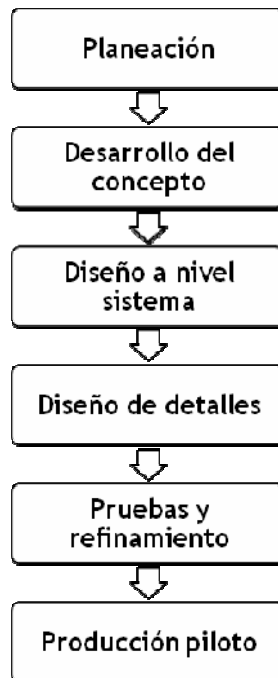 Planeación
Desarrollo del
concepto
Diseño a nivel
sistema
Diseño de detalles
Pruebas y
refinamiento
Producción piloto